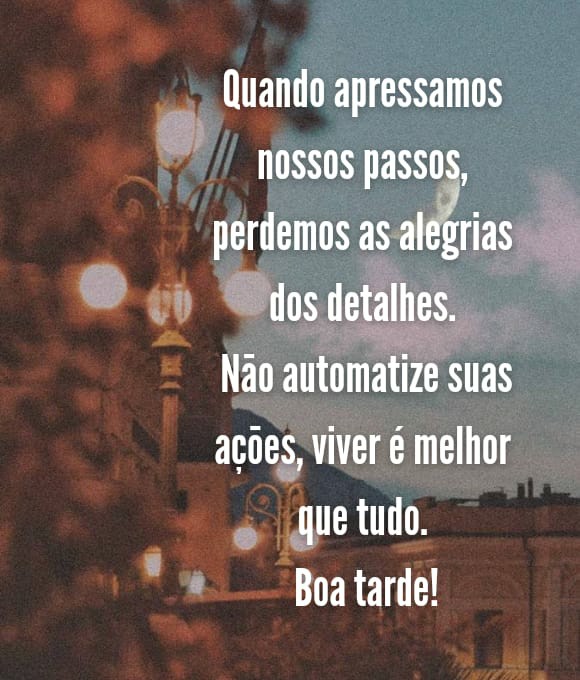 Quando apressamos
nossos passos,
perdemos as alegrias
dos detalhes.
Não automatize suas
ações, viver é melhor
que tudo.
Boa tarde!